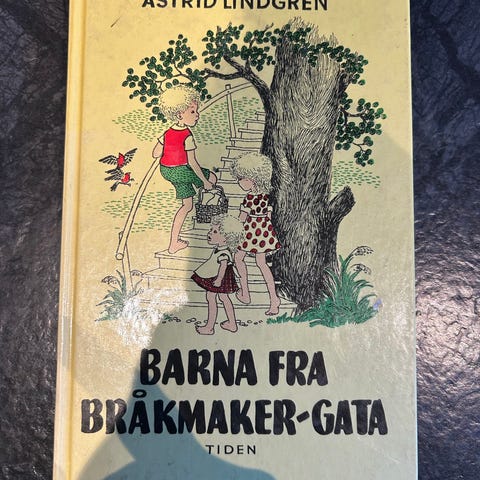 ASTRID LINDGREN
BARNA FRA
BRÅKMAKER-GATA
TIDEN